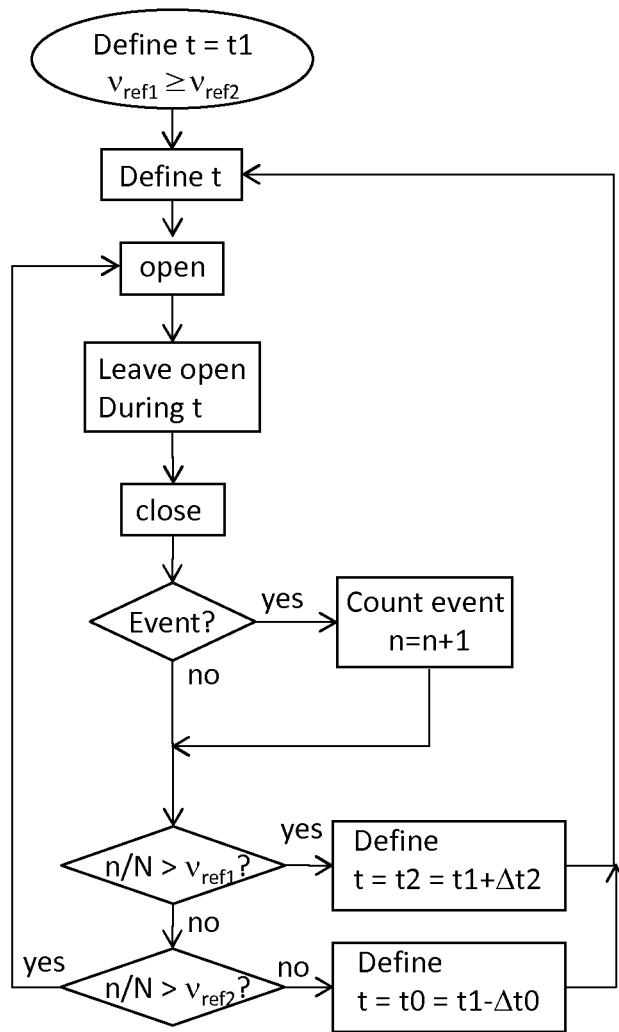 Define t = t1
νref1 ≥ νref2
Define t
open
Leave open
During t
close
Event?
yes
Count event
n=n+1
no
n/N > νref1?
yes
Define
t = t2 = t1+Δt2
no
yes
n/N > νref2?
no
Define
t = t0 = t1-Δt0